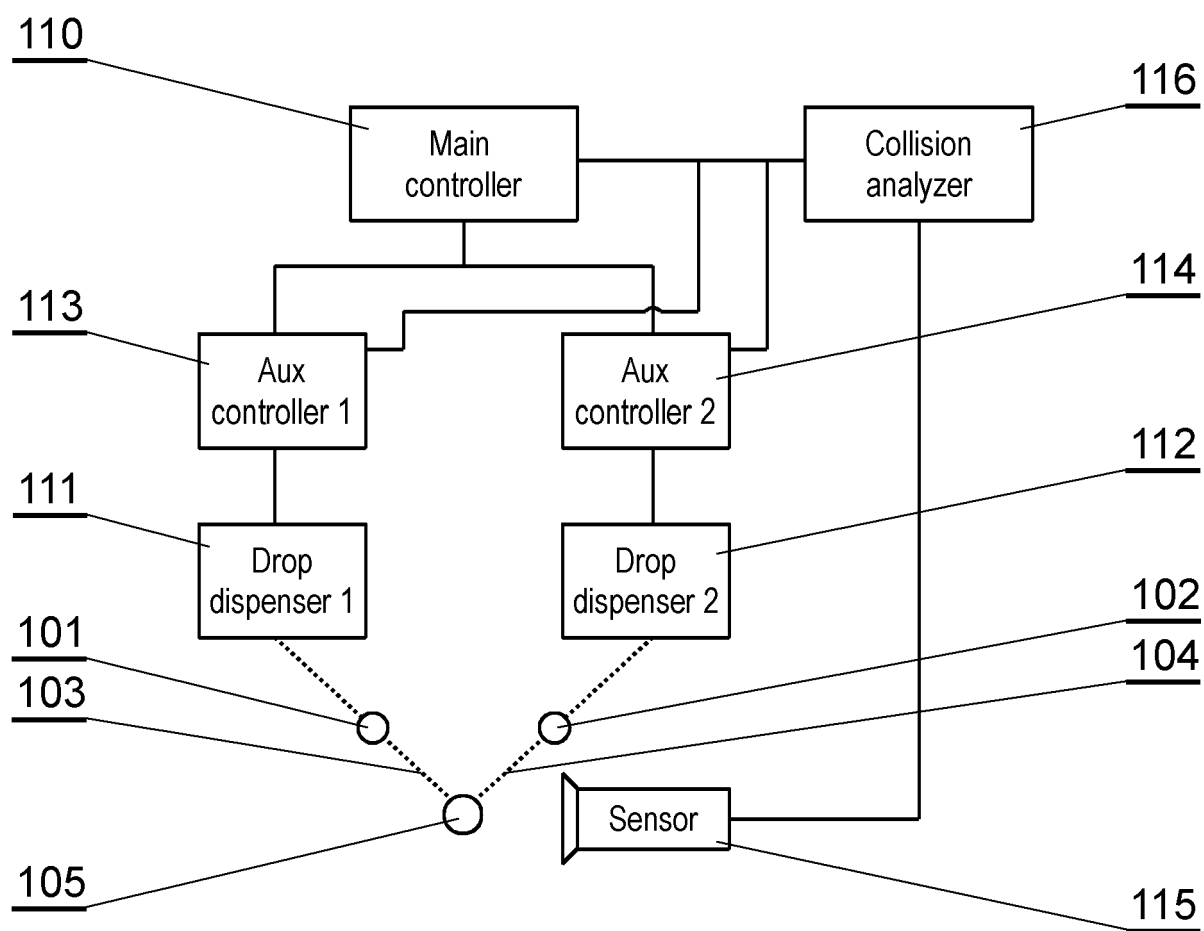 110
116
Main
controller
Collision
analyzer
113
114
Aux
controller 1
Aux
controller 2
111
112
Drop
dispenser 1
Drop
dispenser 2
101
102
103
104
Sensor
105
115